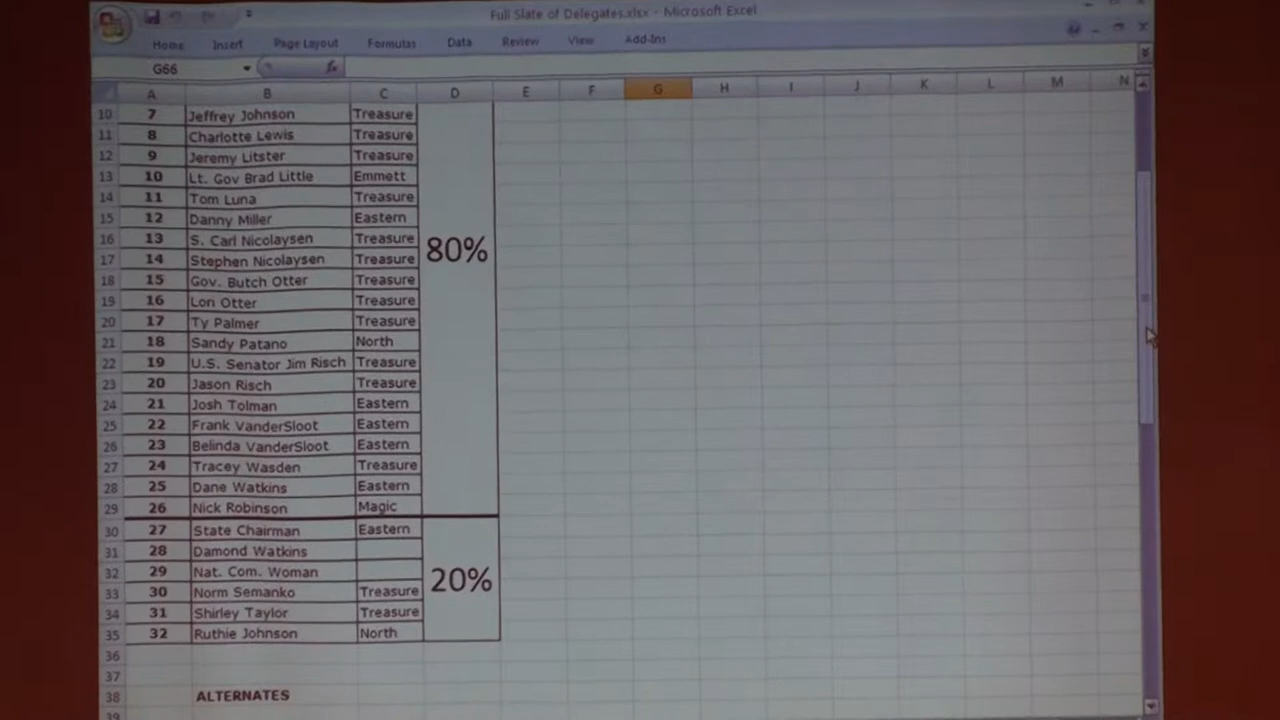 Full Slate of Delegates.xlsx - Microsoft Excel
Home Insert Page Layout Formulas Data Review View Add-Ins
G66 fx
A B C D E F G H I J K L M N
10 7 Jeffrey Johnson Treasure
11 8 Charlotte Lewis Treasure
12 9 Jeremy Litster Treasure
13 10 Lt. Gov Brad Little Emmett
14 11 Tom Luna Treasure
15 12 Danny Miller Eastern
16 13 S. Carl Nicolaysen Treasure
80%
17 14 Stephen Nicolaysen Treasure
18 15 Gov. Butch Otter Treasure
19 16 Lori Otter Treasure
20 17 Ty Palmer Treasure
21 18 Sandy Patano North
22 19 U.S. Senator Jim Risch Treasure
23 20 Jason Risch Treasure
24 21 Josh Tolman Eastern
25 22 Frank VanderSloot Eastern
26 23 Belinda VanderSloot Eastern
27 24 Tracey Wasden Treasure
28 25 Dane Watkins Eastern
29 26 Nick Robinson Magic
30 27 State Chairman Eastern
31 28 Damond Watkins
32 29 Nat. Com. Woman
20%
33 30 Norm Semanko Treasure
34 31 Shirley Taylor Treasure
35 32 Ruthie Johnson North
36
37
38 ALTERNATES
39